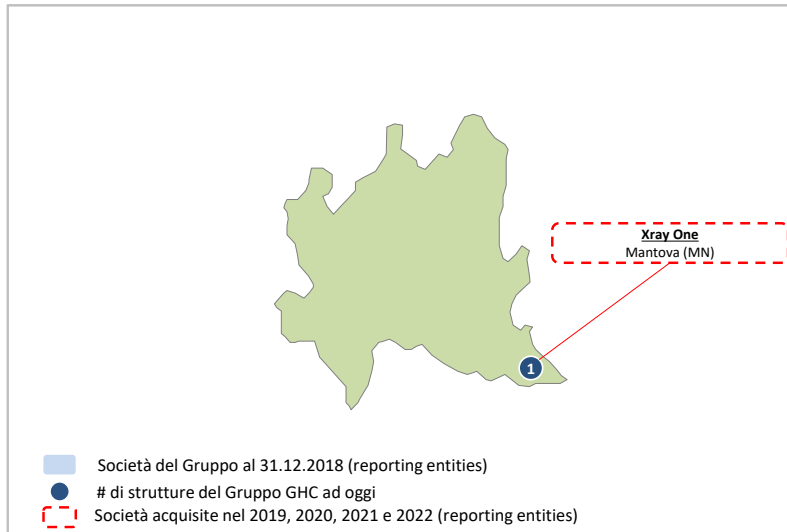 Xray One
Mantova (MN)
1
Società del Gruppo al 31.12.2018 (reporting entities)
# di strutture del Gruppo GHC ad oggi
Società acquisite nel 2019, 2020, 2021 e 2022 (reporting entities)